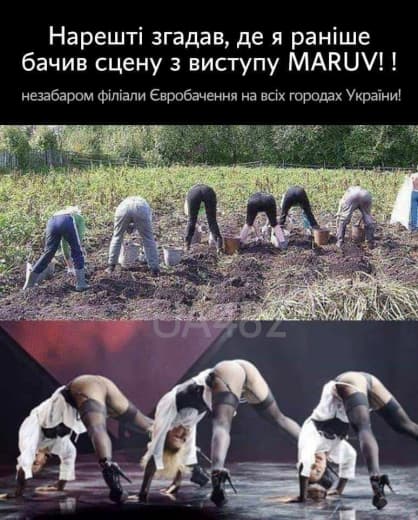 Нарешті згадав, де я раніше
бачив сцену з виступу MARUV! !
незабаром філіали Євробачення на всіх городах України!
UA482